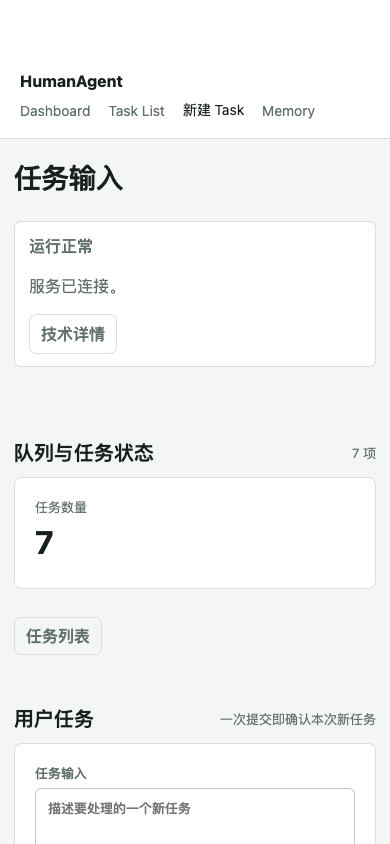 HumanAgent
Dashboard Task List 新建 Task Memory
任务输入
运行正常
服务已连接。
技术详情
队列与任务状态 7 项
任务数量
7
任务列表
用户任务 一次提交即确认本次新任务
任务输入
描述要处理的一个新任务